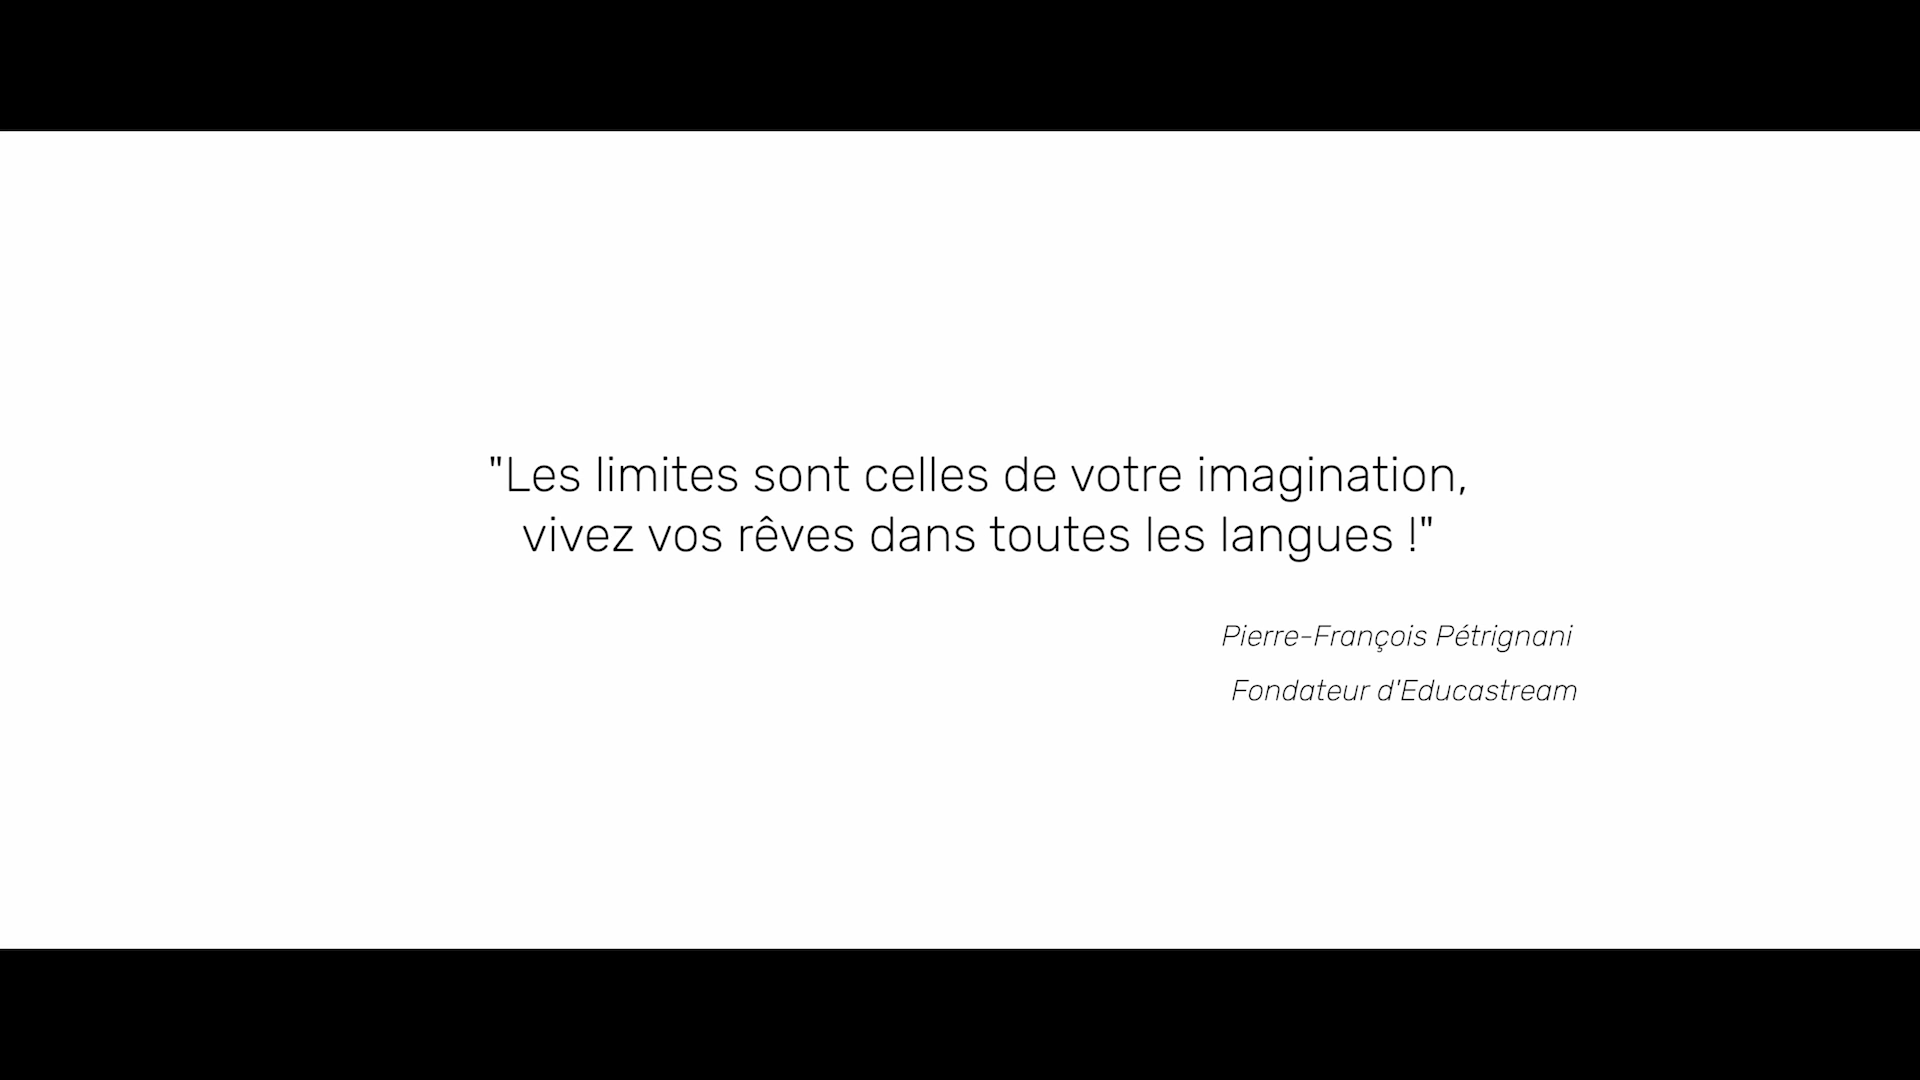 "Les limites sont celles de votre imagination,
vivez vos rêves dans toutes les langues !"
Pierre-François Pétrignani
Fondateur d'Educastream